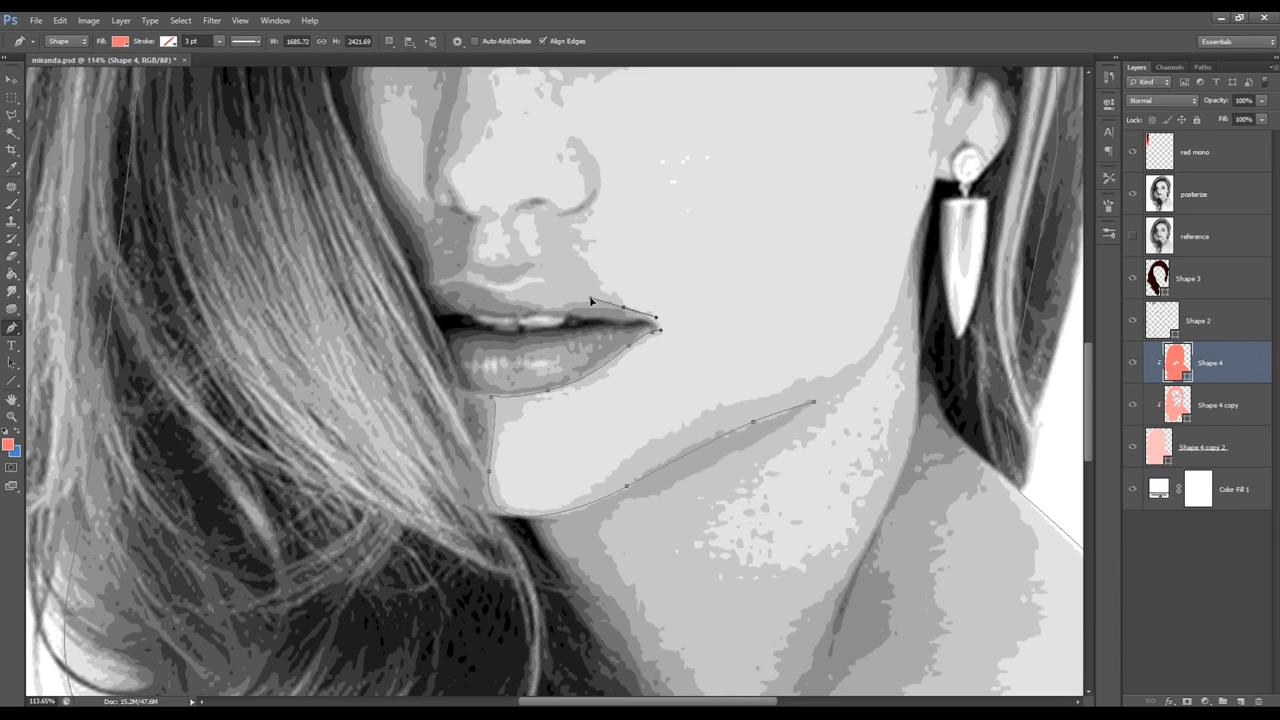 Ps File Edit Image Layer Type Select Filter View Window Help
Shape Fill: Stroke: 3 pt W: 1685.72 H: 2421.69 Auto Add/Delete Align Edges Essentials
miranda.psd @ 114% (Shape 4, RGB/8#) * ×
Layers Channels Paths
Kind
Normal Opacity: 100%
Lock: Fill: 100%
red mono
posterize
reference
Shape 3
Shape 2
Shape 4
Shape 4 copy
Shape 4 copy 2
Color Fill 1
113.65% Doc: 15.2M/47.6M